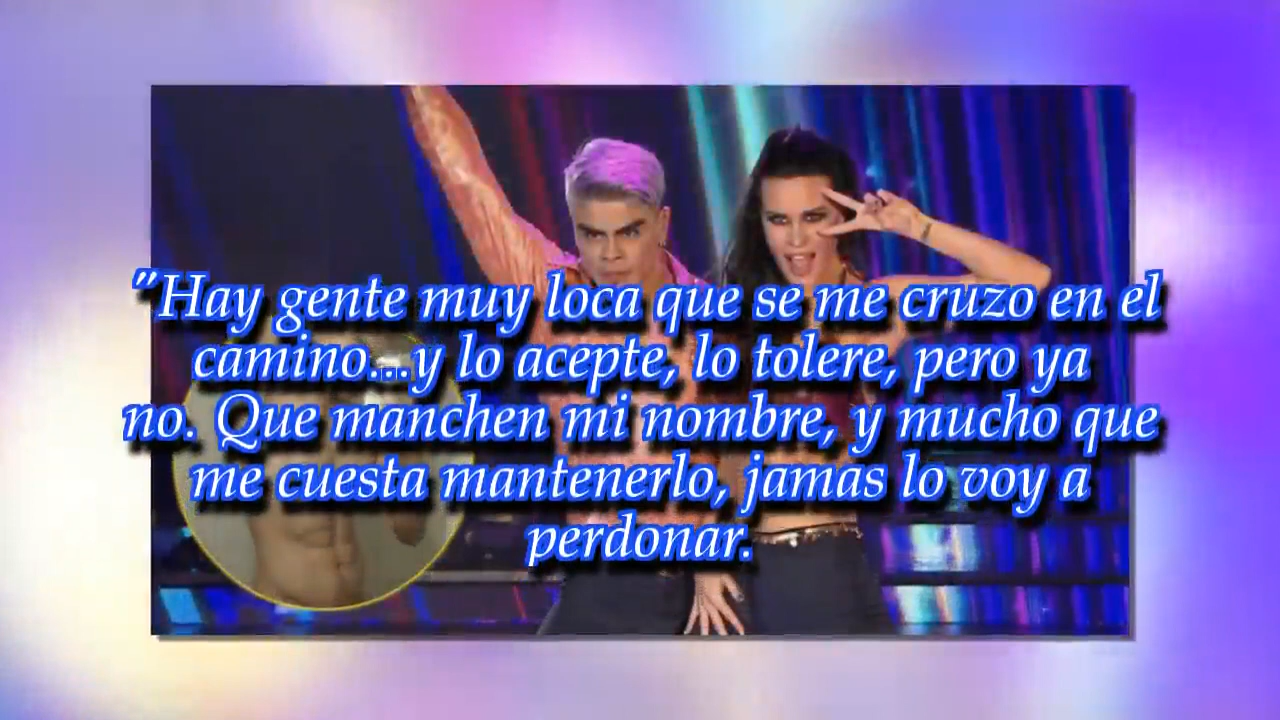 "Hay gente muy loca que se me cruzo en el
camino...y lo acepte, lo tolere, pero ya
no. Que manchen mi nombre, y mucho que
me cuesta mantenerlo, jamas lo voy a
perdonar.